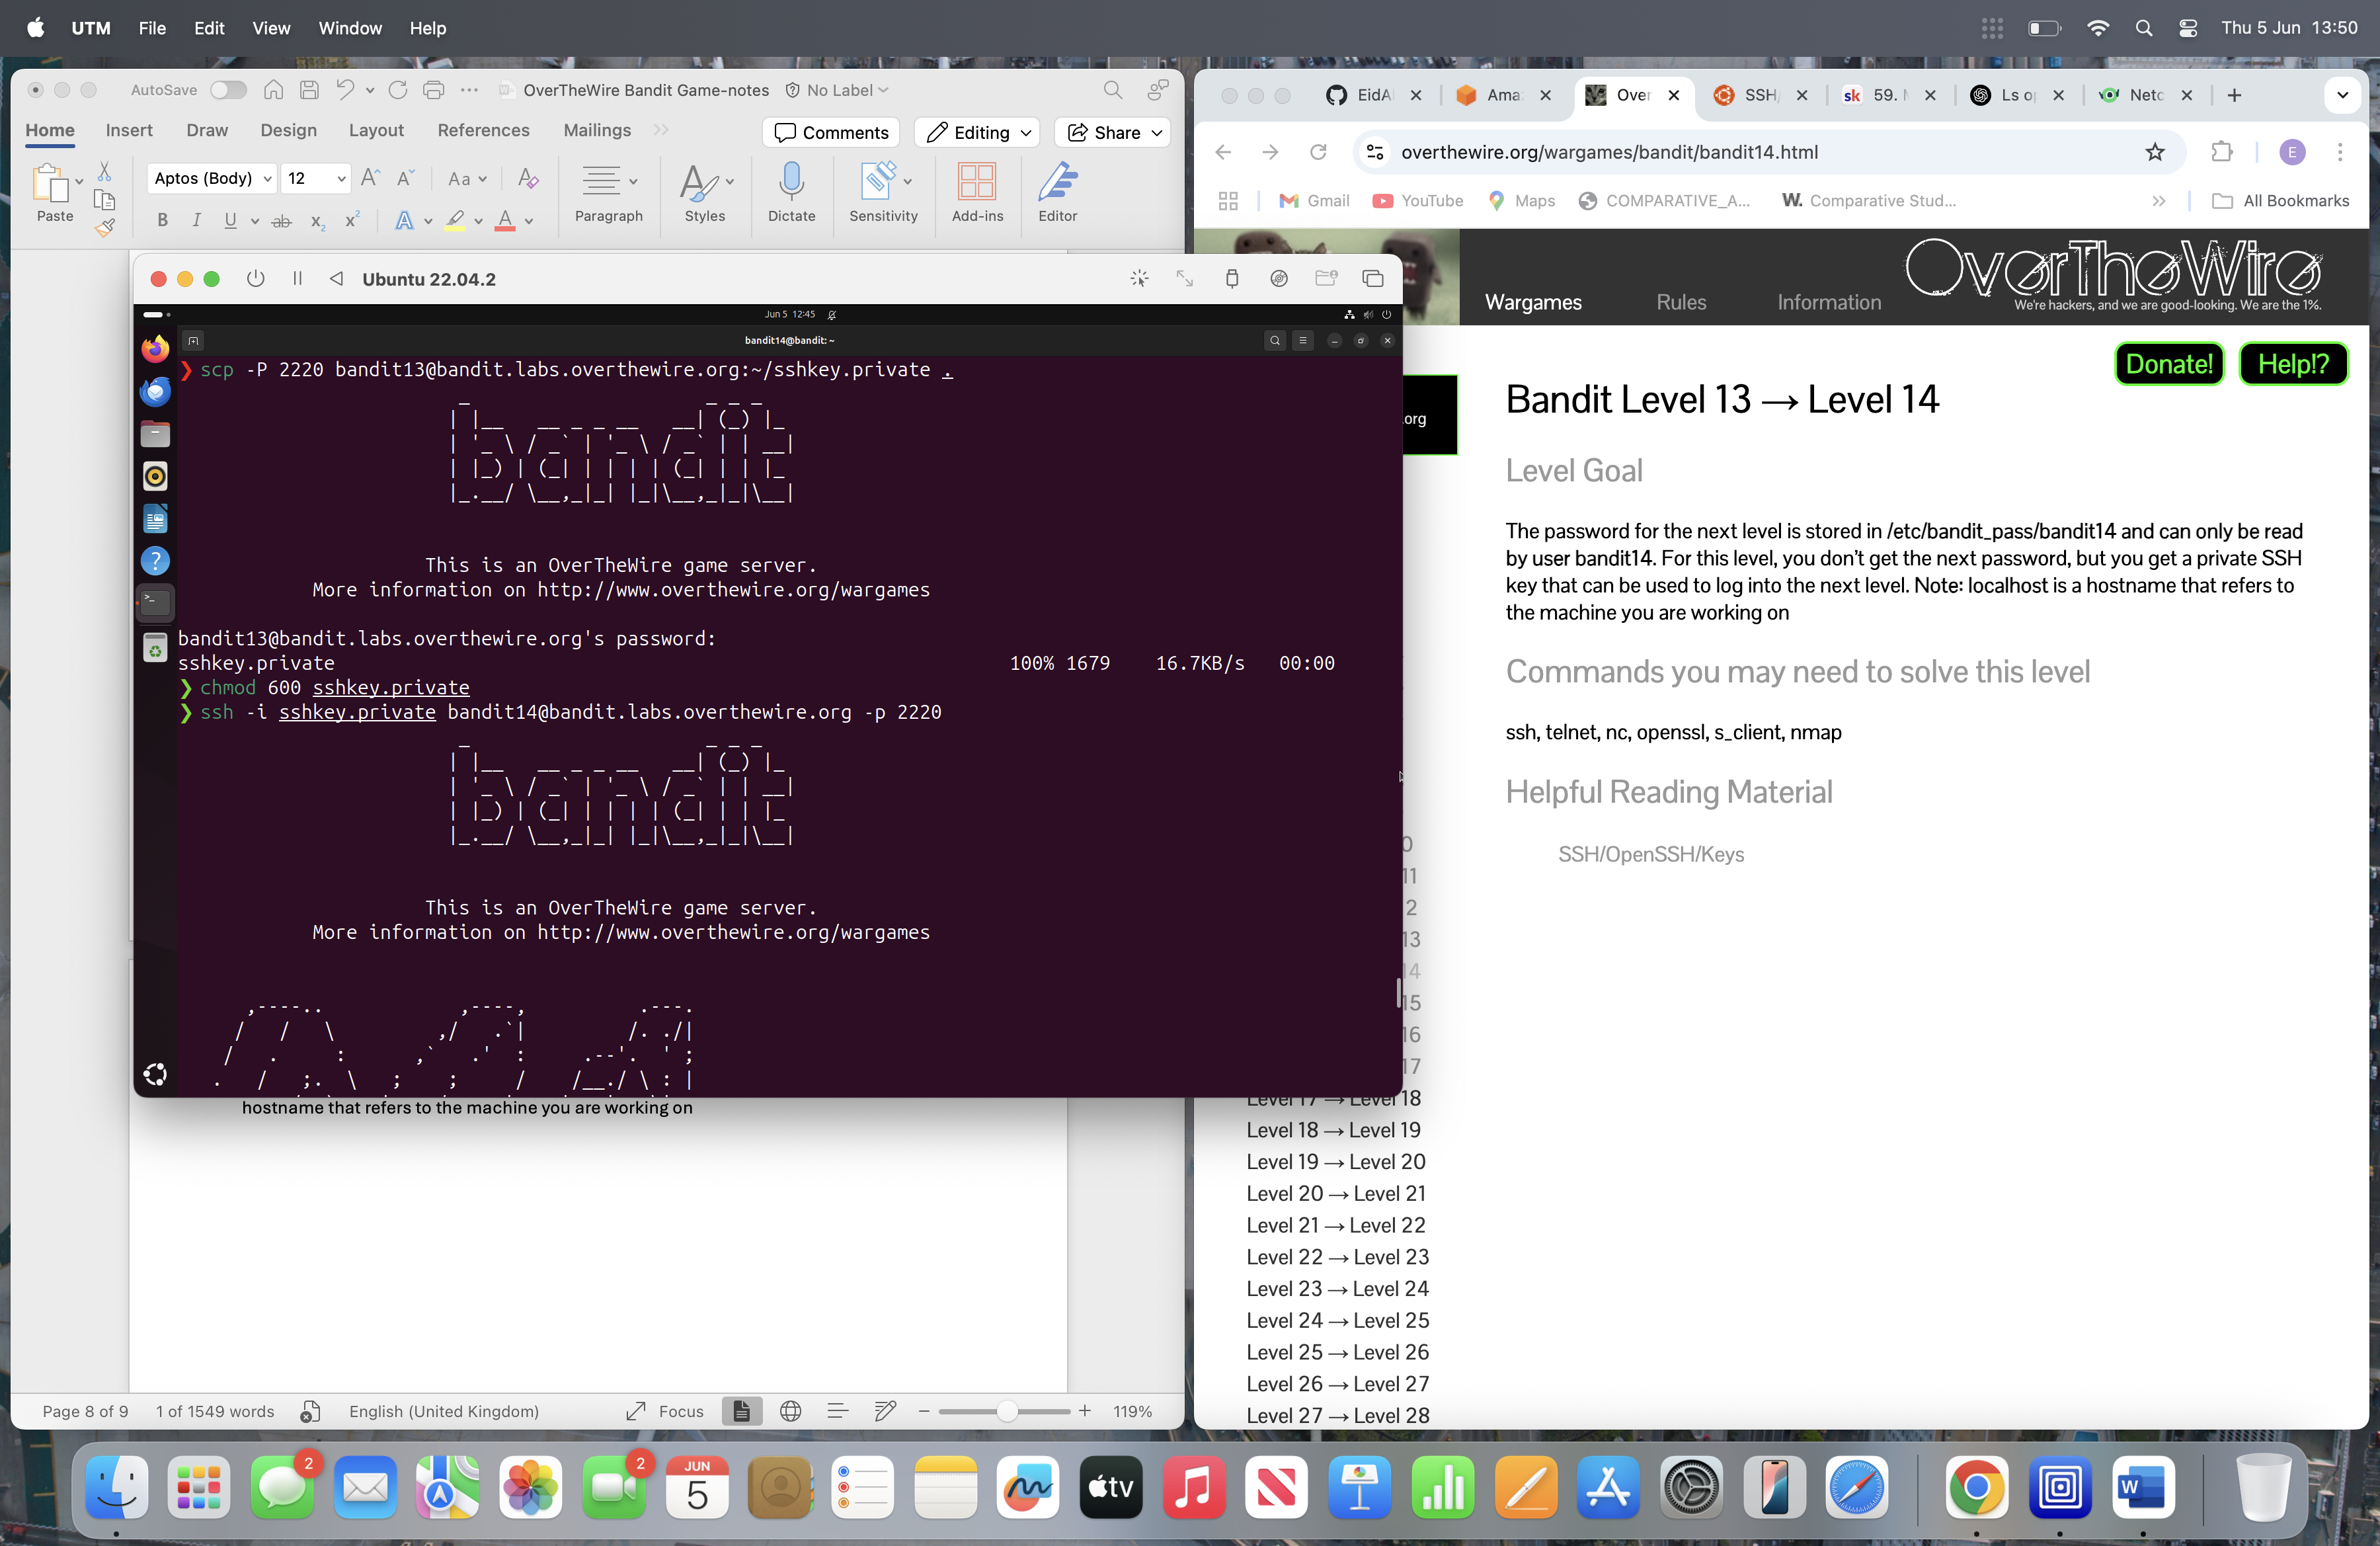 UTM File Edit View Window Help Thu 5 Jun 13:50
AutoSave OverTheWire Bandit Game-notes No Label
Home Insert Draw Design Layout References Mailings Comments Editing Share
Aptos (Body) 12
Paste Paragraph Styles Dictate Sensitivity Add-ins Editor
Ubuntu 22.04.2
Jun 5 12:45
bandit14@bandit: ~
❯ scp -P 2220 bandit13@bandit.labs.overthewire.org:~/sshkey.private .
bandit
This is an OverTheWire game server.
More information on http://www.overthewire.org/wargames
bandit13@bandit.labs.overthewire.org's password:
sshkey.private 100% 1679 16.7KB/s 00:00
❯ chmod 600 sshkey.private
❯ ssh -i sshkey.private bandit14@bandit.labs.overthewire.org -p 2220
bandit
This is an OverTheWire game server.
More information on http://www.overthewire.org/wargames
hostname that refers to the machine you are working on
Page 8 of 9 1 of 1549 words English (United Kingdom) Focus 119%
EidA Ama Over SSH/ sk 59. Ls o Netc
overthewire.org/wargames/bandit/bandit14.html E
Gmail YouTube Maps COMPARATIVE_A... W. Comparative Stud... All Bookmarks
OverTheWire
We're hackers, and we are good-looking. We are the 1%.
Wargames Rules Information
Donate! Help!?
.org
Bandit Level 13 → Level 14
Level Goal
The password for the next level is stored in /etc/bandit_pass/bandit14 and can only be read
by user bandit14. For this level, you don't get the next password, but you get a private SSH
key that can be used to log into the next level. Note: localhost is a hostname that refers to
the machine you are working on
Commands you may need to solve this level
ssh, telnet, nc, openssl, s_client, nmap
Helpful Reading Material
SSH/OpenSSH/Keys
0
11
2
13
14
15
16
17
Level 17 → Level 18
Level 18 → Level 19
Level 19 → Level 20
Level 20 → Level 21
Level 21 → Level 22
Level 22 → Level 23
Level 23 → Level 24
Level 24 → Level 25
Level 25 → Level 26
Level 26 → Level 27
Level 27 → Level 28
2 2 JUN 5 tv W